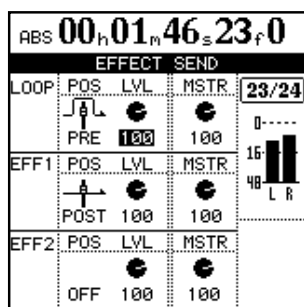 ABS 00h01m46s23f0
EFFECT SEND
LOOP POS LVL MSTR 23/24
PRE 100 100
0
16
48
L R
EFF1 POS LVL MSTR
POST 100 100
EFF2 POS LVL MSTR
OFF 100 100